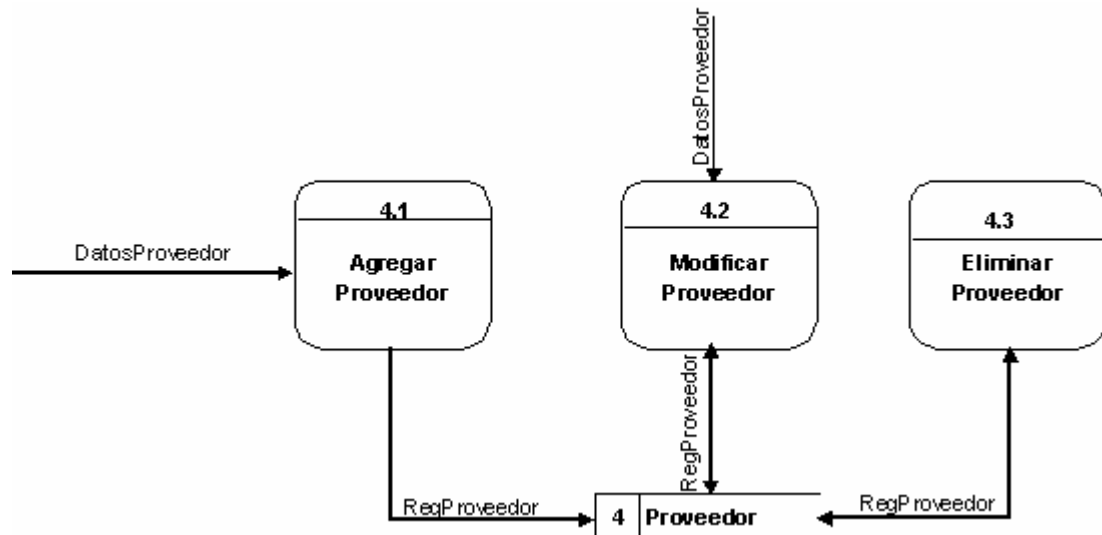 DatosProveedor
4.1
Agregar
Proveedor
DatosProveedor
4.2
Modificar
Proveedor
4.3
Eliminar
Proveedor
RegProveedor
RegProveedor
RegProveedor
4 Proveedor